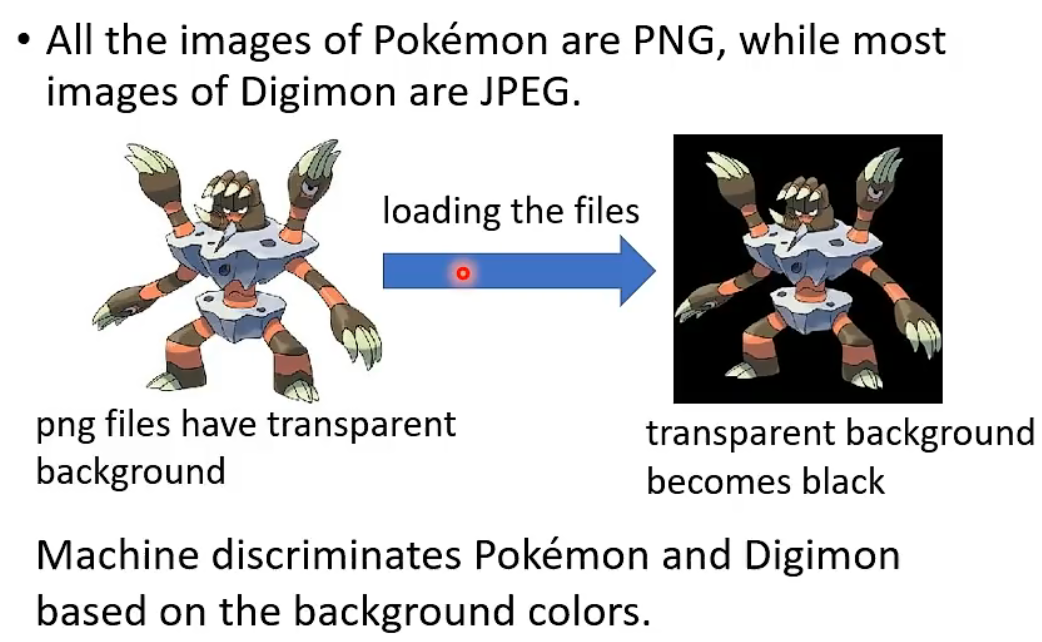 • All the images of Pokémon are PNG, while most
images of Digimon are JPEG.
loading the files
png files have transparent
background
transparent background
becomes black
Machine discriminates Pokémon and Digimon
based on the background colors.